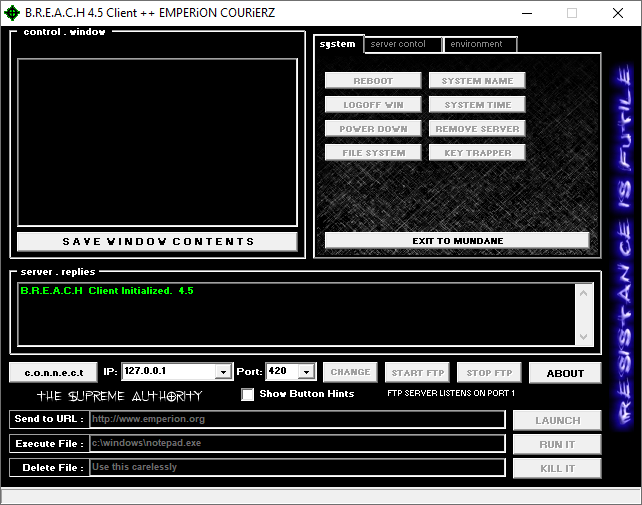 B.R.E.A.C.H 4.5 Client ++ EMPERiON COURiERZ
control . window
system
server control
environment
REBOOT
SYSTEM NAME
LOGOFF WIN
SYSTEM TIME
POWER DOWN
REMOVE SERVER
FILE SYSTEM
KEY TRAPPER
SAVE WINDOW CONTENTS
EXIT TO MUNDANE
RESISTANCE IS FUTILE
server . replies
B.R.E.A.C.H Client Initialized. 4.5
c.o.n.n.e.c.t
IP: 127.0.0.1
Port: 420
CHANGE
START FTP
STOP FTP
ABOUT
THE SUPREME AUTHORITY
Show Button Hints
FTP SERVER LISTENS ON PORT 1
Send to URL : http://www.emperion.org
LAUNCH
Execute File : c:\windows\notepad.exe
RUN IT
Delete File : Use this carelessly
KILL IT